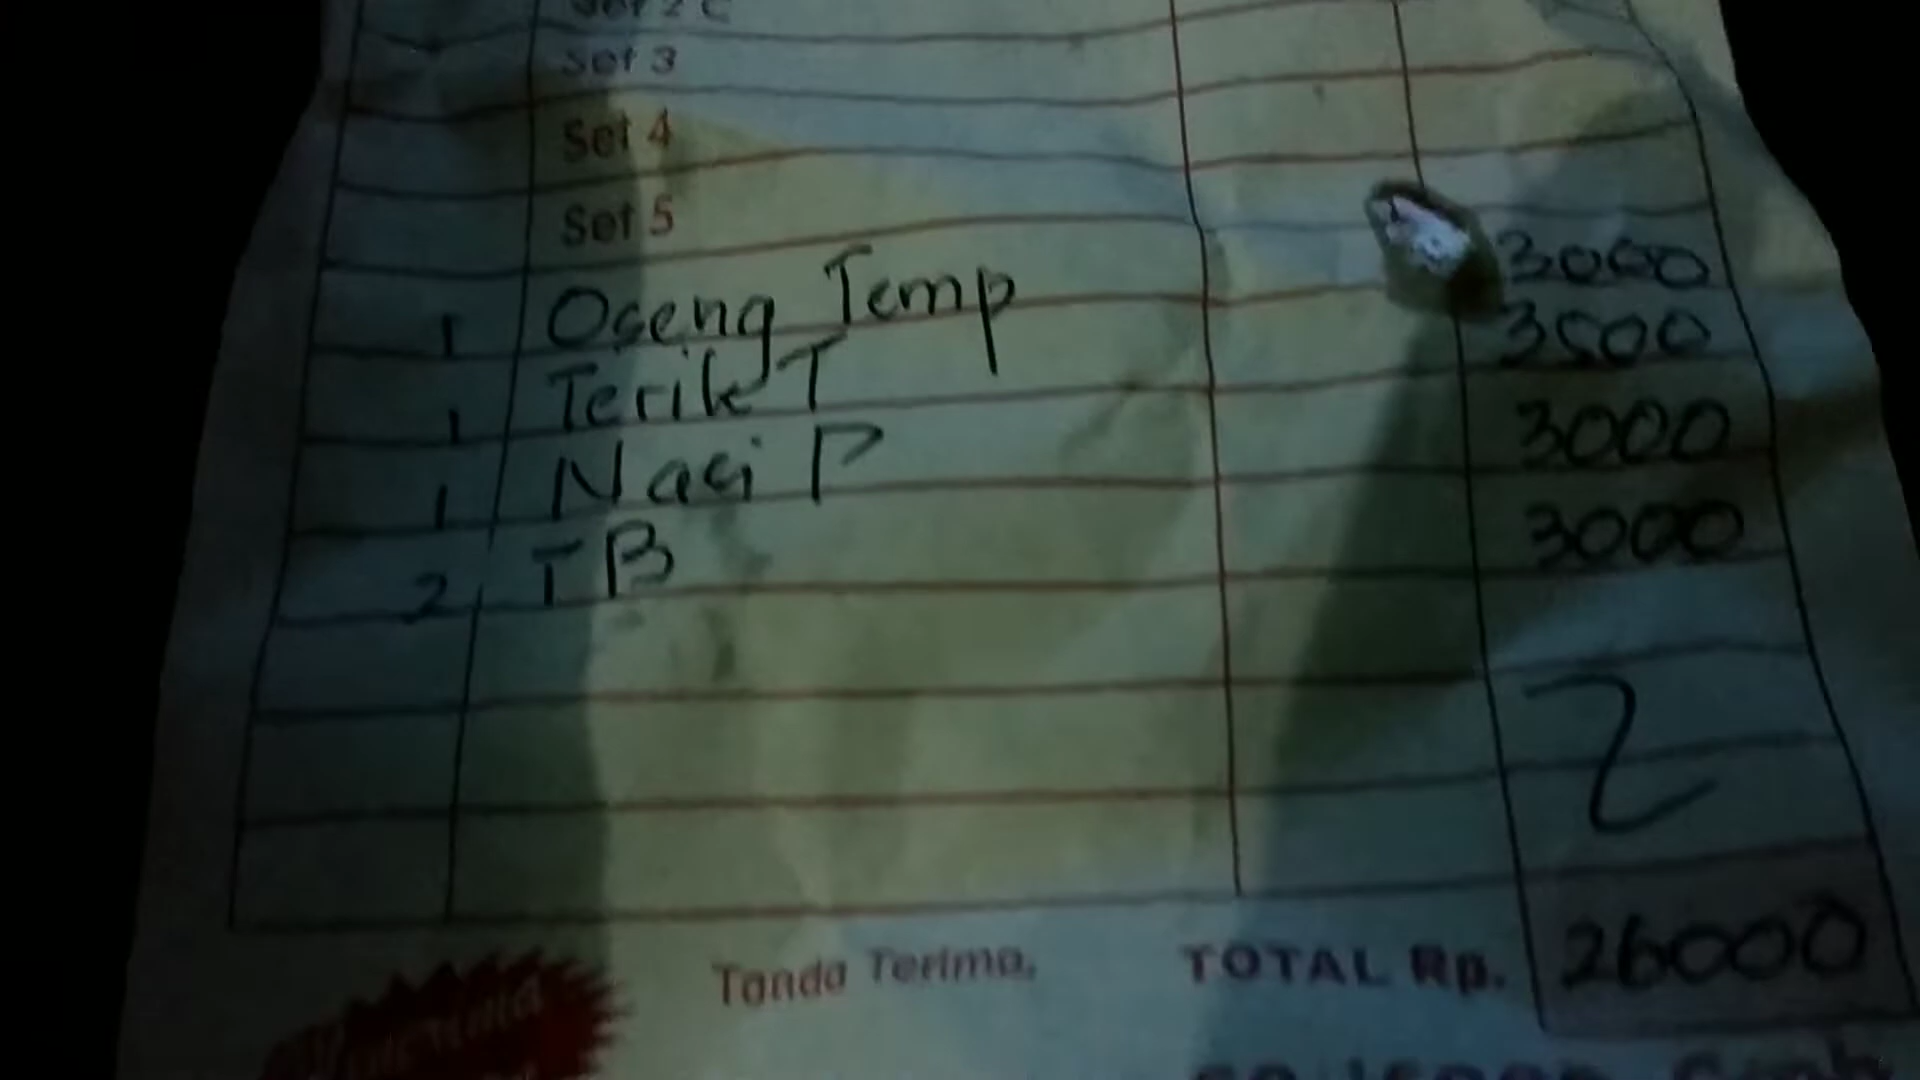 Set 2 C
Set 3
Set 4
Set 5
1 Oseng Temp 3000
1 Terik T 3500
1 Nasi P 3000
2 TB 3000
Tanda Terima, TOTAL Rp. 26000